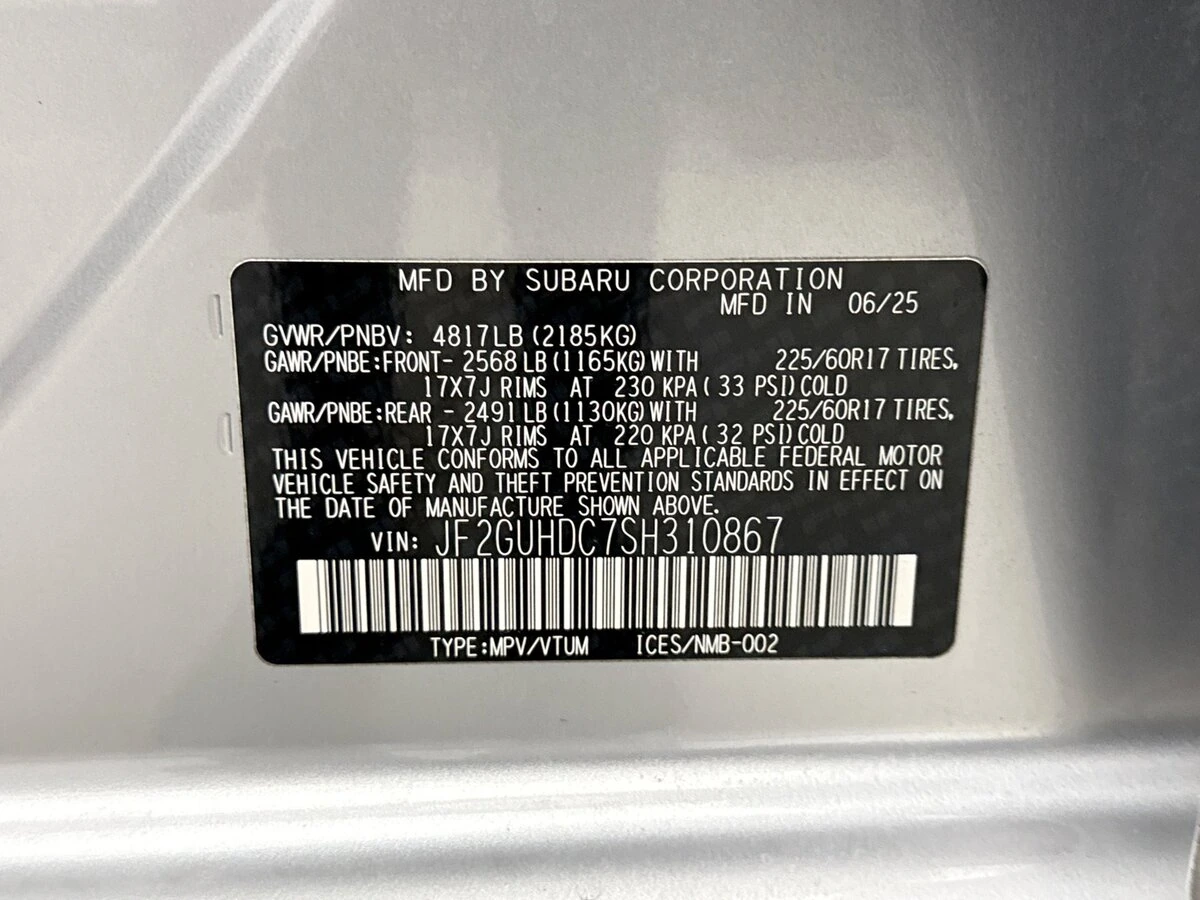 MFD BY SUBARU CORPORATION
MFD IN 06/25
GVWR/PNBV: 4817LB (2185KG)
GAWR/PNBE:FRONT- 2568 LB (1165KG) WITH 225/60R17 TIRES,
17X7J RIMS AT 230 KPA ( 33 PSI) COLD
GAWR/PNBE:REAR - 2491 LB (1130KG) WITH 225/60R17 TIRES,
17X7J RIMS AT 220 KPA ( 32 PSI) COLD
THIS VEHICLE CONFORMS TO ALL APPLICABLE FEDERAL MOTOR
VEHICLE SAFETY AND THEFT PREVENTION STANDARDS IN EFFECT ON
THE DATE OF MANUFACTURE SHOWN ABOVE.
VIN: JF2GUHDC7SH310867
TYPE:MPV/VTUM ICES/NMB-002